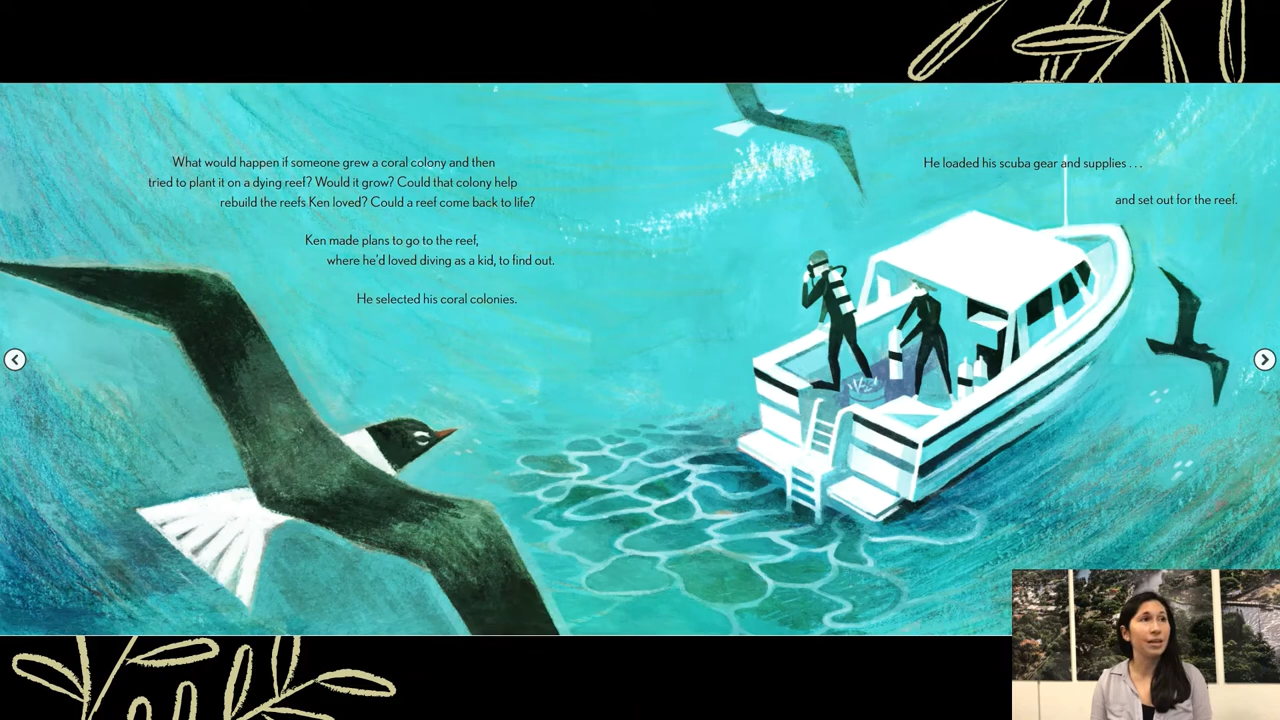 What would happen if someone grew a coral colony and then
tried to plant it on a dying reef? Would it grow? Could that colony help
rebuild the reefs Ken loved? Could a reef come back to life?
Ken made plans to go to the reef,
where he'd loved diving as a kid, to find out.
He selected his coral colonies.
He loaded his scuba gear and supplies . . .
and set out for the reef.